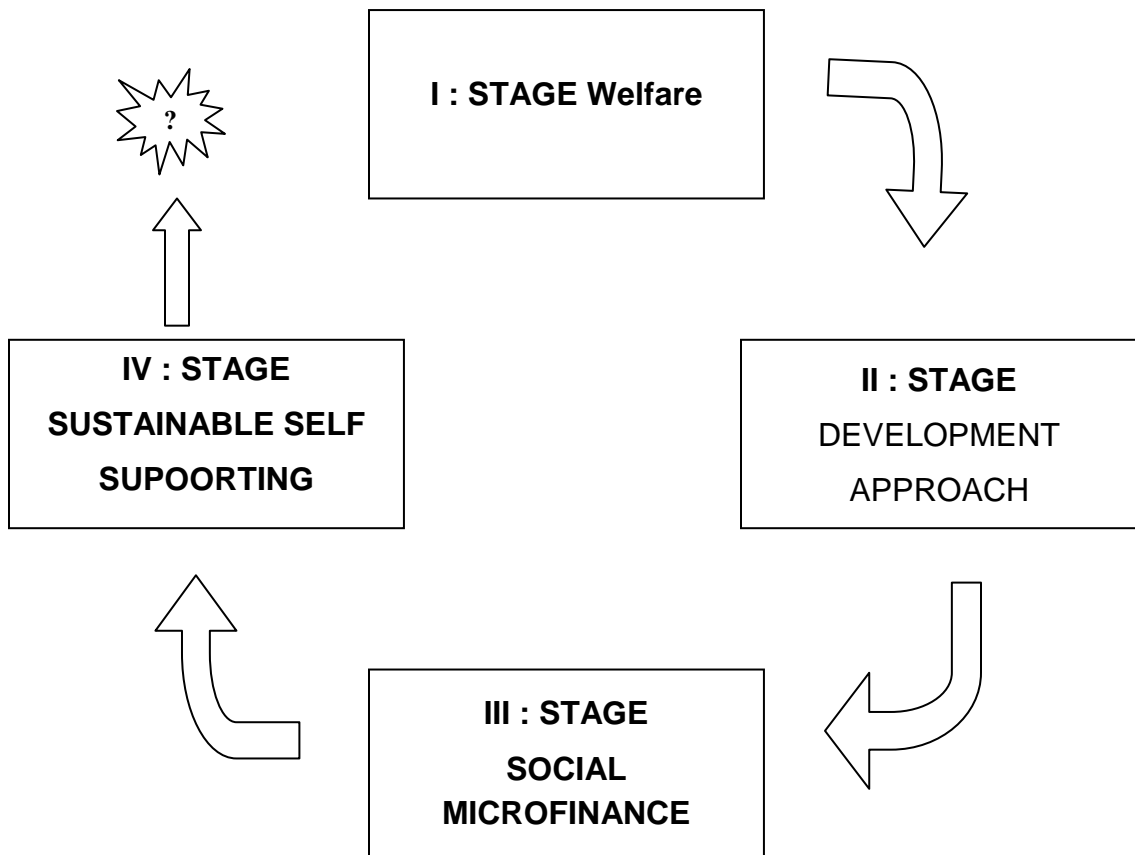 I : STAGE Welfare
?
IV : STAGE
SUSTAINABLE SELF
SUPOORTING
II : STAGE
DEVELOPMENT
APPROACH
III : STAGE
SOCIAL
MICROFINANCE